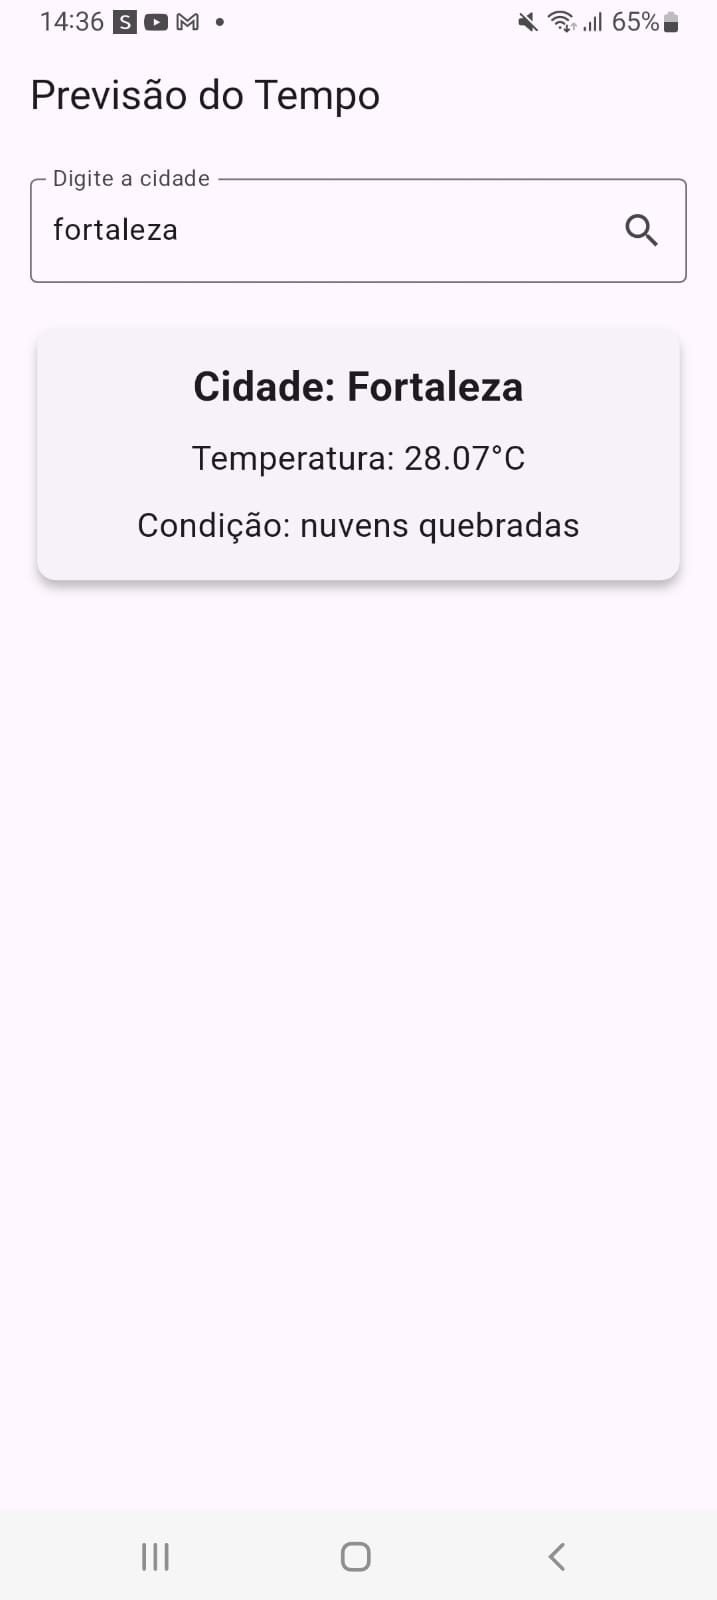 14:36 S 65%
Previsão do Tempo
Digite a cidade
fortaleza
Cidade: Fortaleza
Temperatura: 28.07°C
Condição: nuvens quebradas